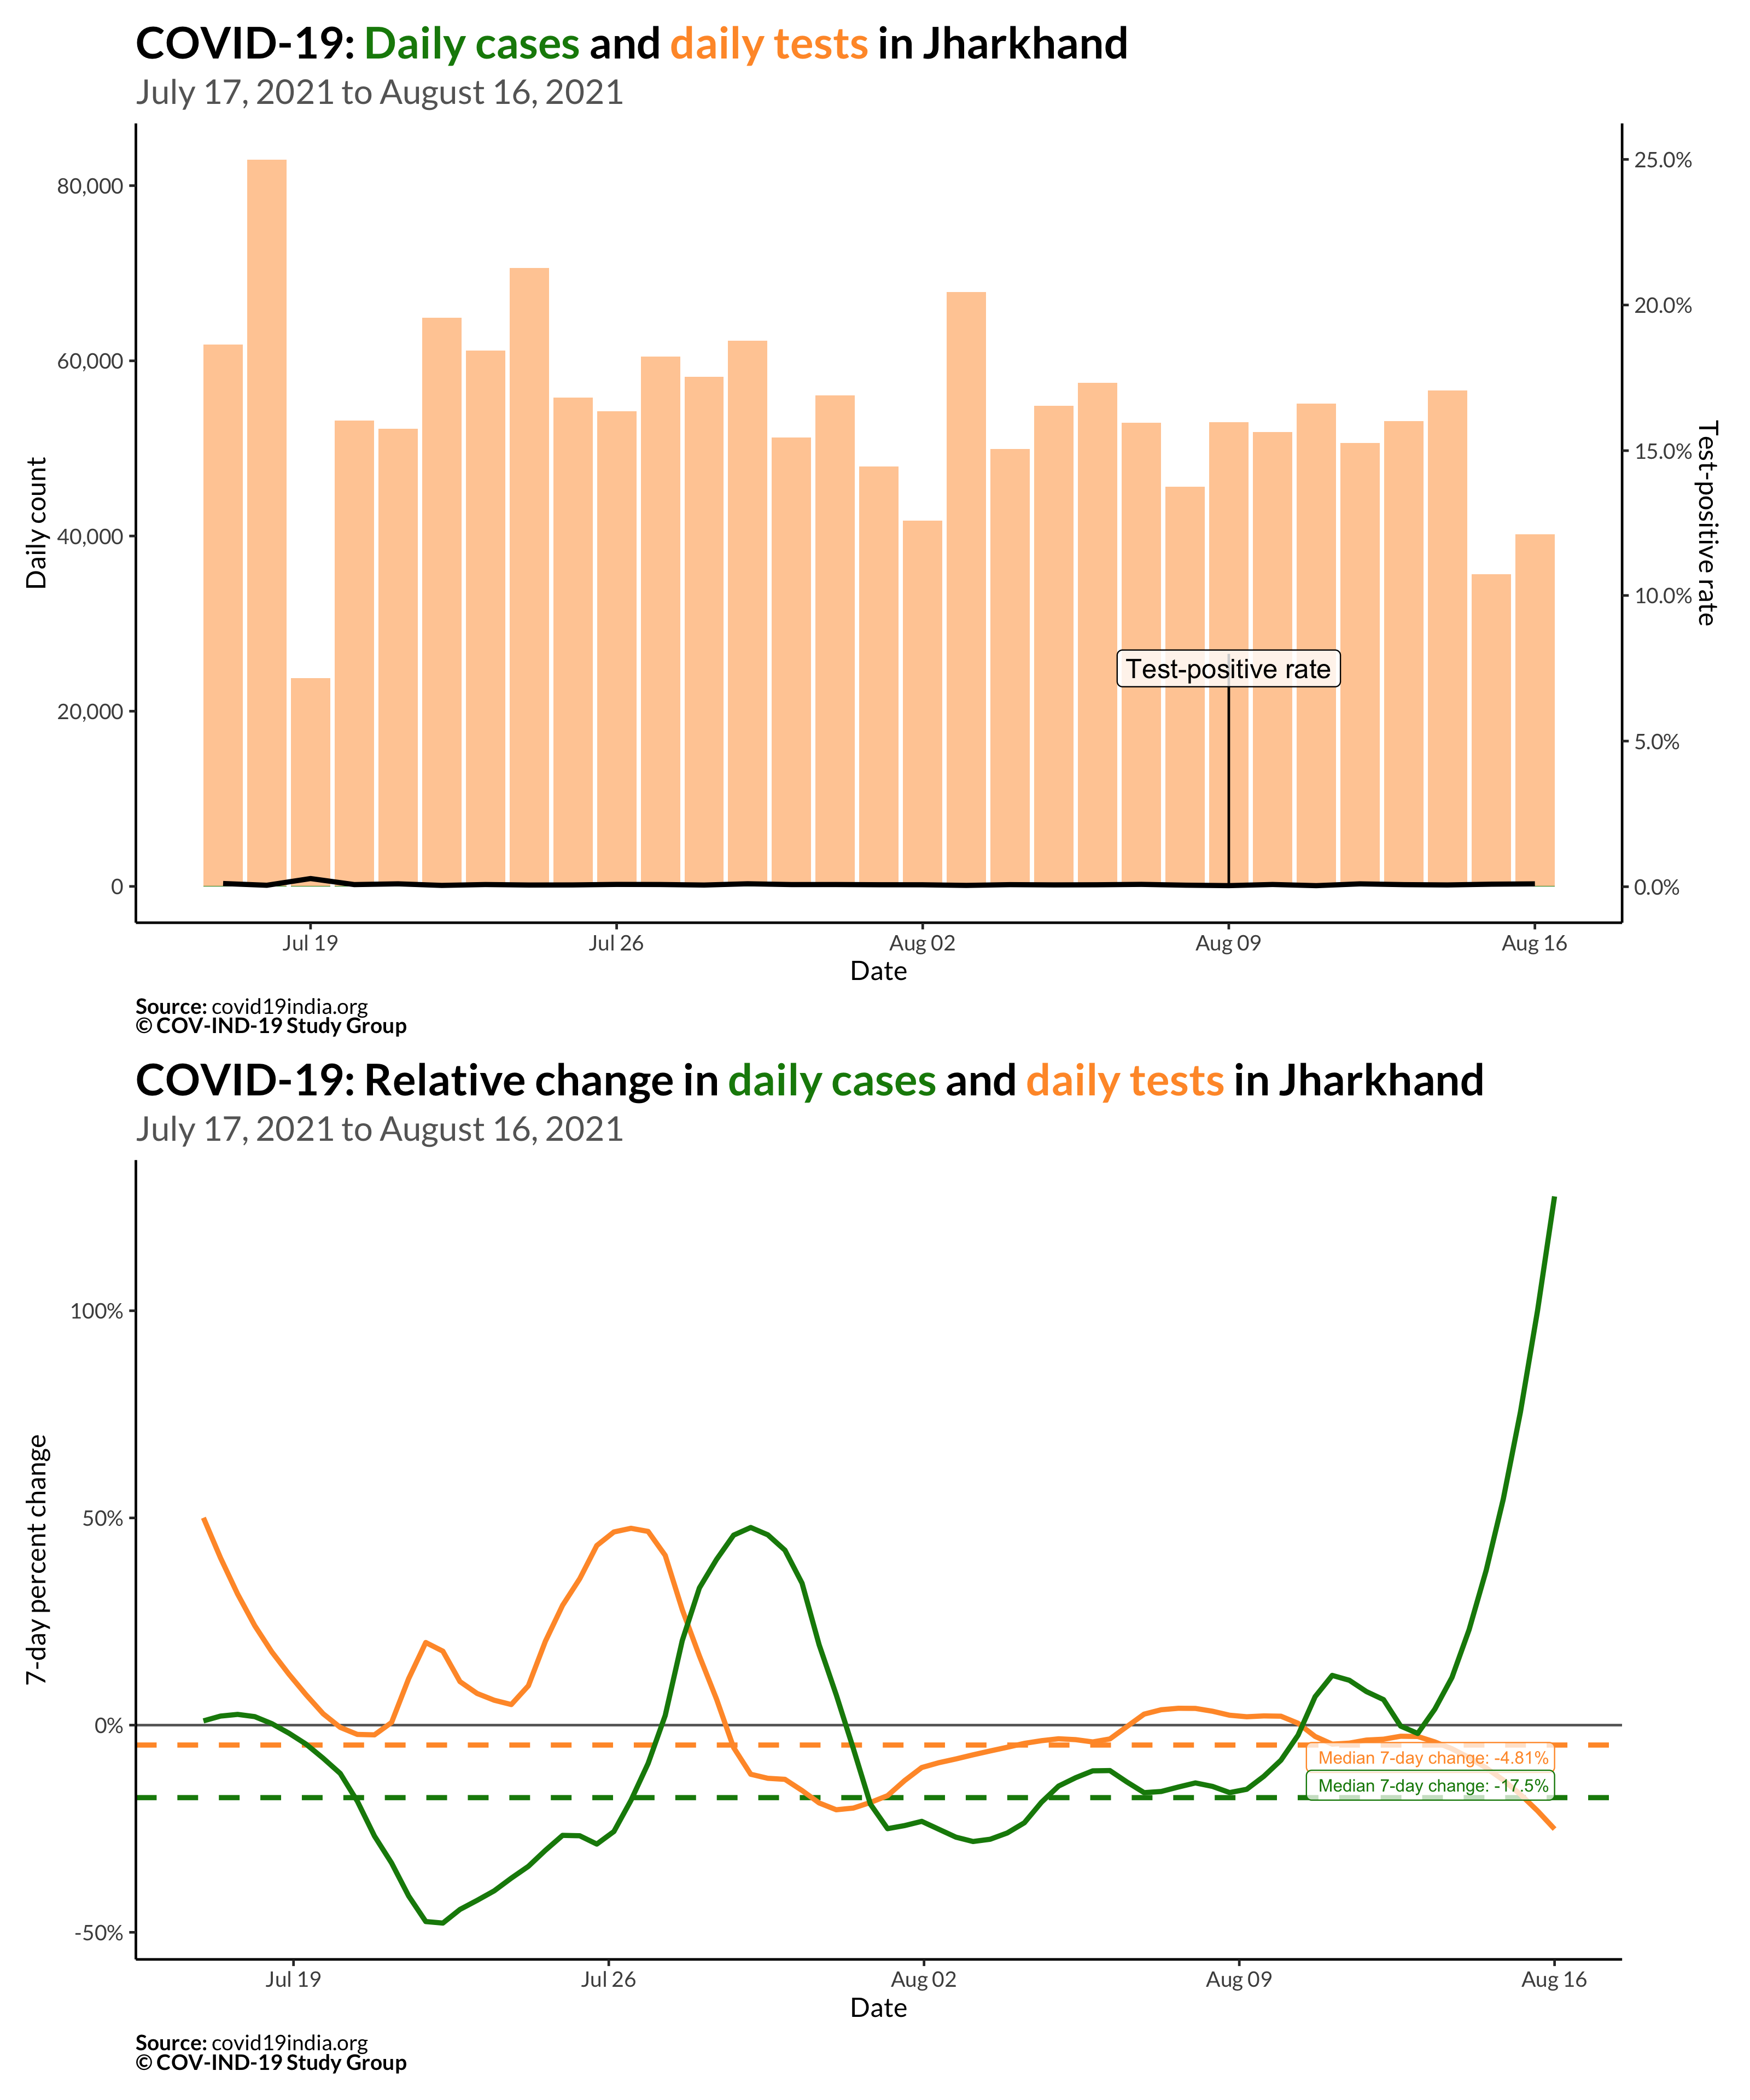 COVID-19: Daily cases and daily tests in Jharkhand
July 17, 2021 to August 16, 2021
80,000
60,000
40,000
20,000
0
Daily count
25.0%
20.0%
15.0%
10.0%
5.0%
0.0%
Test-positive rate
Test-positive rate
Jul 19
Jul 26
Aug 02
Aug 09
Aug 16
Date
Source: covid19india.org
© COV-IND-19 Study Group
COVID-19: Relative change in daily cases and daily tests in Jharkhand
July 17, 2021 to August 16, 2021
100%
50%
0%
-50%
7-day percent change
Median 7-day change: -4.81%
Median 7-day change: -17.5%
Jul 19
Jul 26
Aug 02
Aug 09
Aug 16
Date
Source: covid19india.org
© COV-IND-19 Study Group